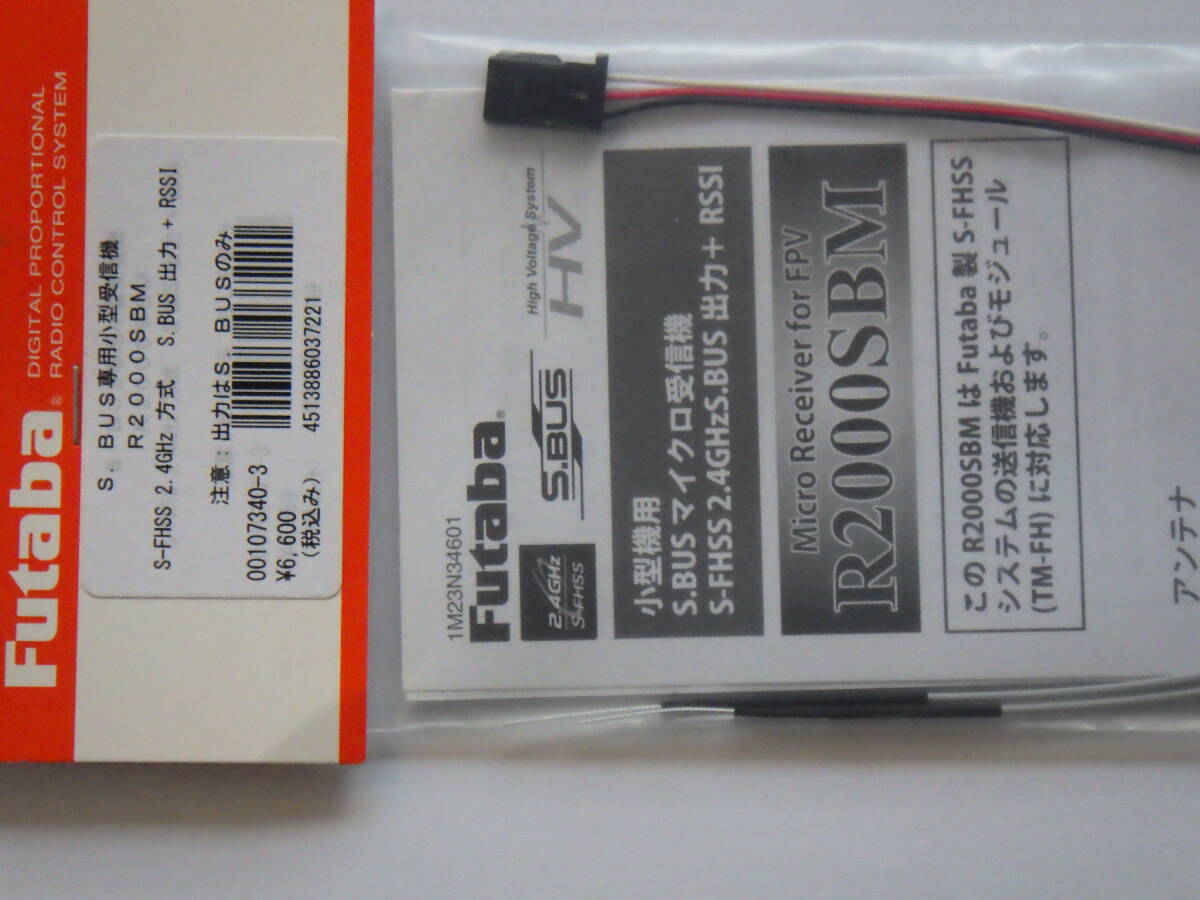 Futaba®
DIGITAL PROPORTIONAL
RADIO CONTROL SYSTEM
S．BUS専用小型受信機
R2000SBM
S-FHSS 2.4GHz 方式 S.BUS 出力 + RSSI
注意：出力はS．BUSのみ
00107340-3
¥6,600
(税込み)
4513886037221
1M23N34601
Futaba®
2.4GHz
S-FHSS
S.BUS
High Voltage System
HV
小型機用
S.BUS マイクロ受信機
S-FHSS 2.4GHzS.BUS 出力＋ RSSI
Micro Receiver for FPV
R2000SBM
この R2000SBM は Futaba 製 S-FHSS
システムの送信機およびモジュール
(TM-FH) に対応します。
アンテナ